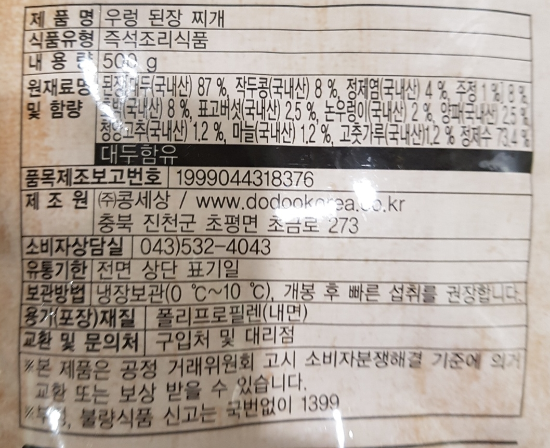 제 품 명 우렁 된장 찌개
식품유형 즉석조리식품
내 용 량 500 g
원재료명 된장(대두(국내산) 87 %, 작두콩(국내산) 8 %, 정제염(국내산) 4 %, 주정 1 %) 8 %,
및 함량 호박(국내산) 8 %, 표고버섯(국내산) 2.5 %, 논우렁이(국내산) 2 %, 양파(국내산) 2.5 %,
청양고추(국내산) 1.2 %, 마늘(국내산) 1.2 %, 고춧가루(국내산)1.2 % 정제수 73.4 %
대두함유
품목제조보고번호 1999044318376
제 조 원 ㈜콩세상 / www.dodookorea.co.kr
충북 진천군 초평면 초금로 273
소비자상담실 043)532-4043
유통기한 전면 상단 표기일
보관방법 냉장보관(0 ℃~10 ℃), 개봉 후 빠른 섭취를 권장합니다.
용기(포장)재질 폴리프로필렌(내면)
교환 및 문의처 구입처 및 대리점
※본 제품은 공정 거래위원회 고시 소비자분쟁해결 기준에 의거
교환 또는 보상 받을 수 있습니다.
불량식품 신고는 국번없이 1399